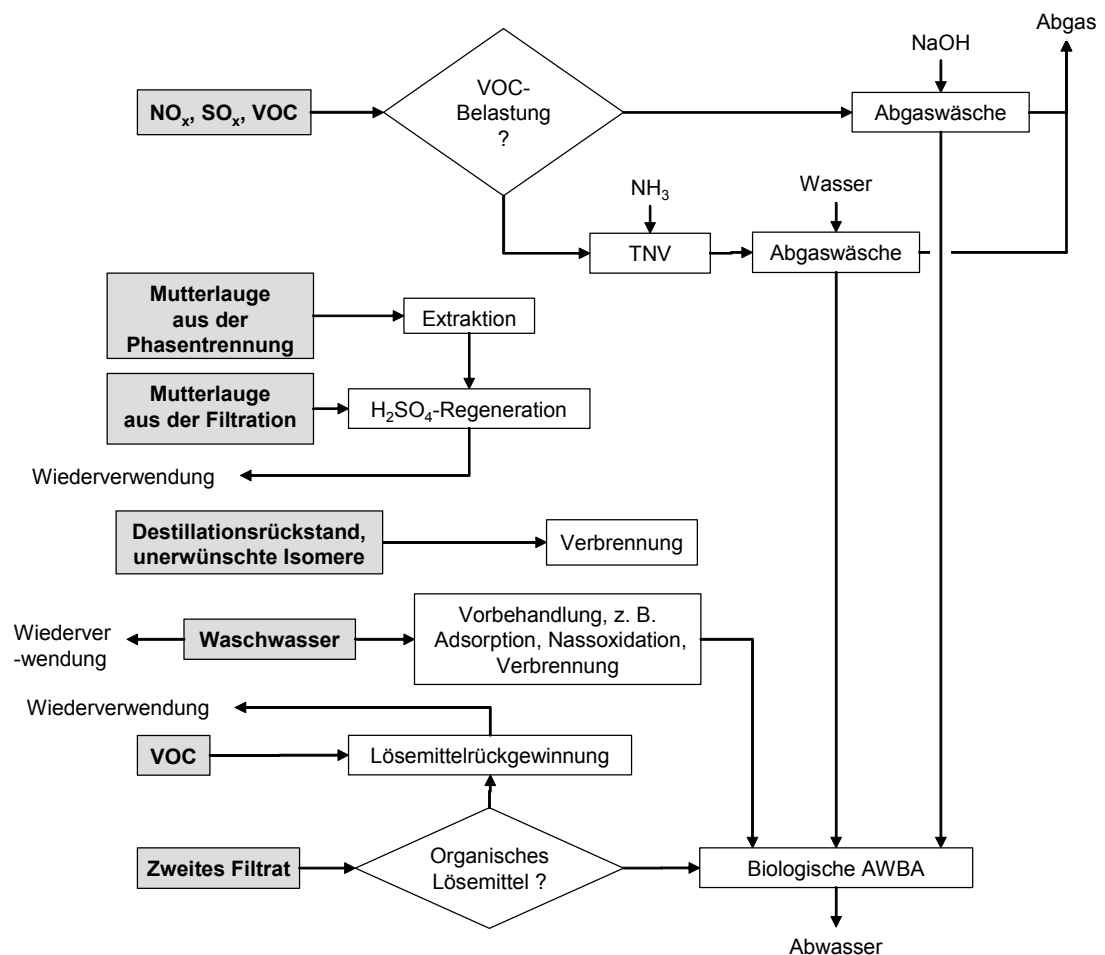 Abgas
NaOH
VOC-
Belastung
?
NOx, SOx, VOC
Abgaswäsche
NH3
Wasser
TNV
Abgaswäsche
Mutterlauge
aus der
Phasentrennung
Extraktion
Mutterlauge
aus der Filtration
H2SO4-Regeneration
Wiederverwendung
Destillationsrückstand,
unerwünschte Isomere
Verbrennung
Wiederver
-wendung
Waschwasser
Vorbehandlung, z. B.
Adsorption, Nassoxidation,
Verbrennung
Wiederverwendung
VOC
Lösemittelrückgewinnung
Zweites Filtrat
Organisches
Lösemittel ?
Biologische AWBA
Abwasser